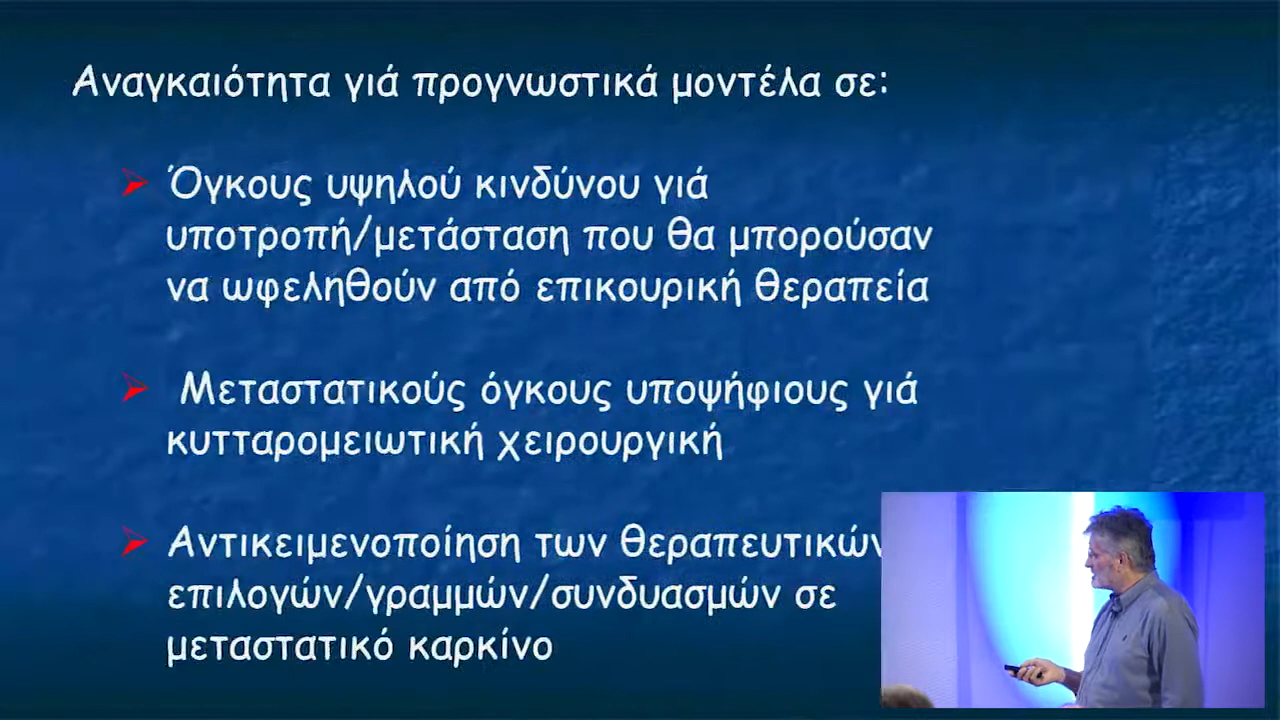 Αναγκαιότητα γιά προγνωστικά μοντέλα σε:
Όγκους υψηλού κινδύνου γιά
υποτροπή/μετάσταση που θα μπορούσαν
να ωφεληθούν από επικουρική θεραπεία
Μεταστατικούς όγκους υποψήφιους γιά
κυτταρομειωτική χειρουργική
Αντικειμενοποίηση των θεραπευτικών
επιλογών/γραμμών/συνδυασμών σε
μεταστατικό καρκίνο